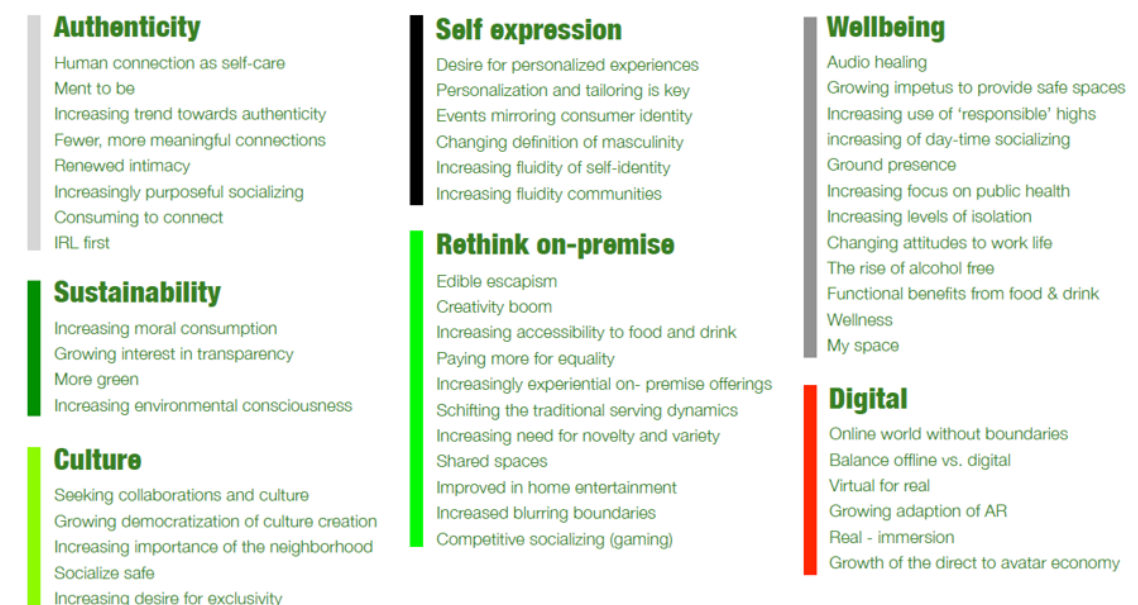 Authenticity
Human connection as self-care
Ment to be
Increasing trend towards authenticity
Fewer, more meaningful connections
Renewed intimacy
Increasingly purposeful socializing
Consuming to connect
IRL first
Sustainability
Increasing moral consumption
Growing interest in transparency
More green
Increasing environmental consciousness
Culture
Seeking collaborations and culture
Growing democratization of culture creation
Increasing importance of the neighborhood
Socialize safe
Increasing desire for exclusivity
Self expression
Desire for personalized experiences
Personalization and tailoring is key
Events mirroring consumer identity
Changing definition of masculinity
Increasing fluidity of self-identity
Increasing fluidity communities
Rethink on-premise
Edible escapism
Creativity boom
Increasing accessibility to food and drink
Paying more for equality
Increasingly experiential on- premise offerings
Schifting the traditional serving dynamics
Increasing need for novelty and variety
Shared spaces
Improved in home entertainment
Increased blurring boundaries
Competitive socializing (gaming)
Wellbeing
Audio healing
Growing impetus to provide safe spaces
Increasing use of ‘responsible’ highs
increasing of day-time socializing
Ground presence
Increasing focus on public health
Increasing levels of isolation
Changing attitudes to work life
The rise of alcohol free
Functional benefits from food & drink
Wellness
My space
Digital
Online world without boundaries
Balance offline vs. digital
Virtual for real
Growing adaption of AR
Real - immersion
Growth of the direct to avatar economy